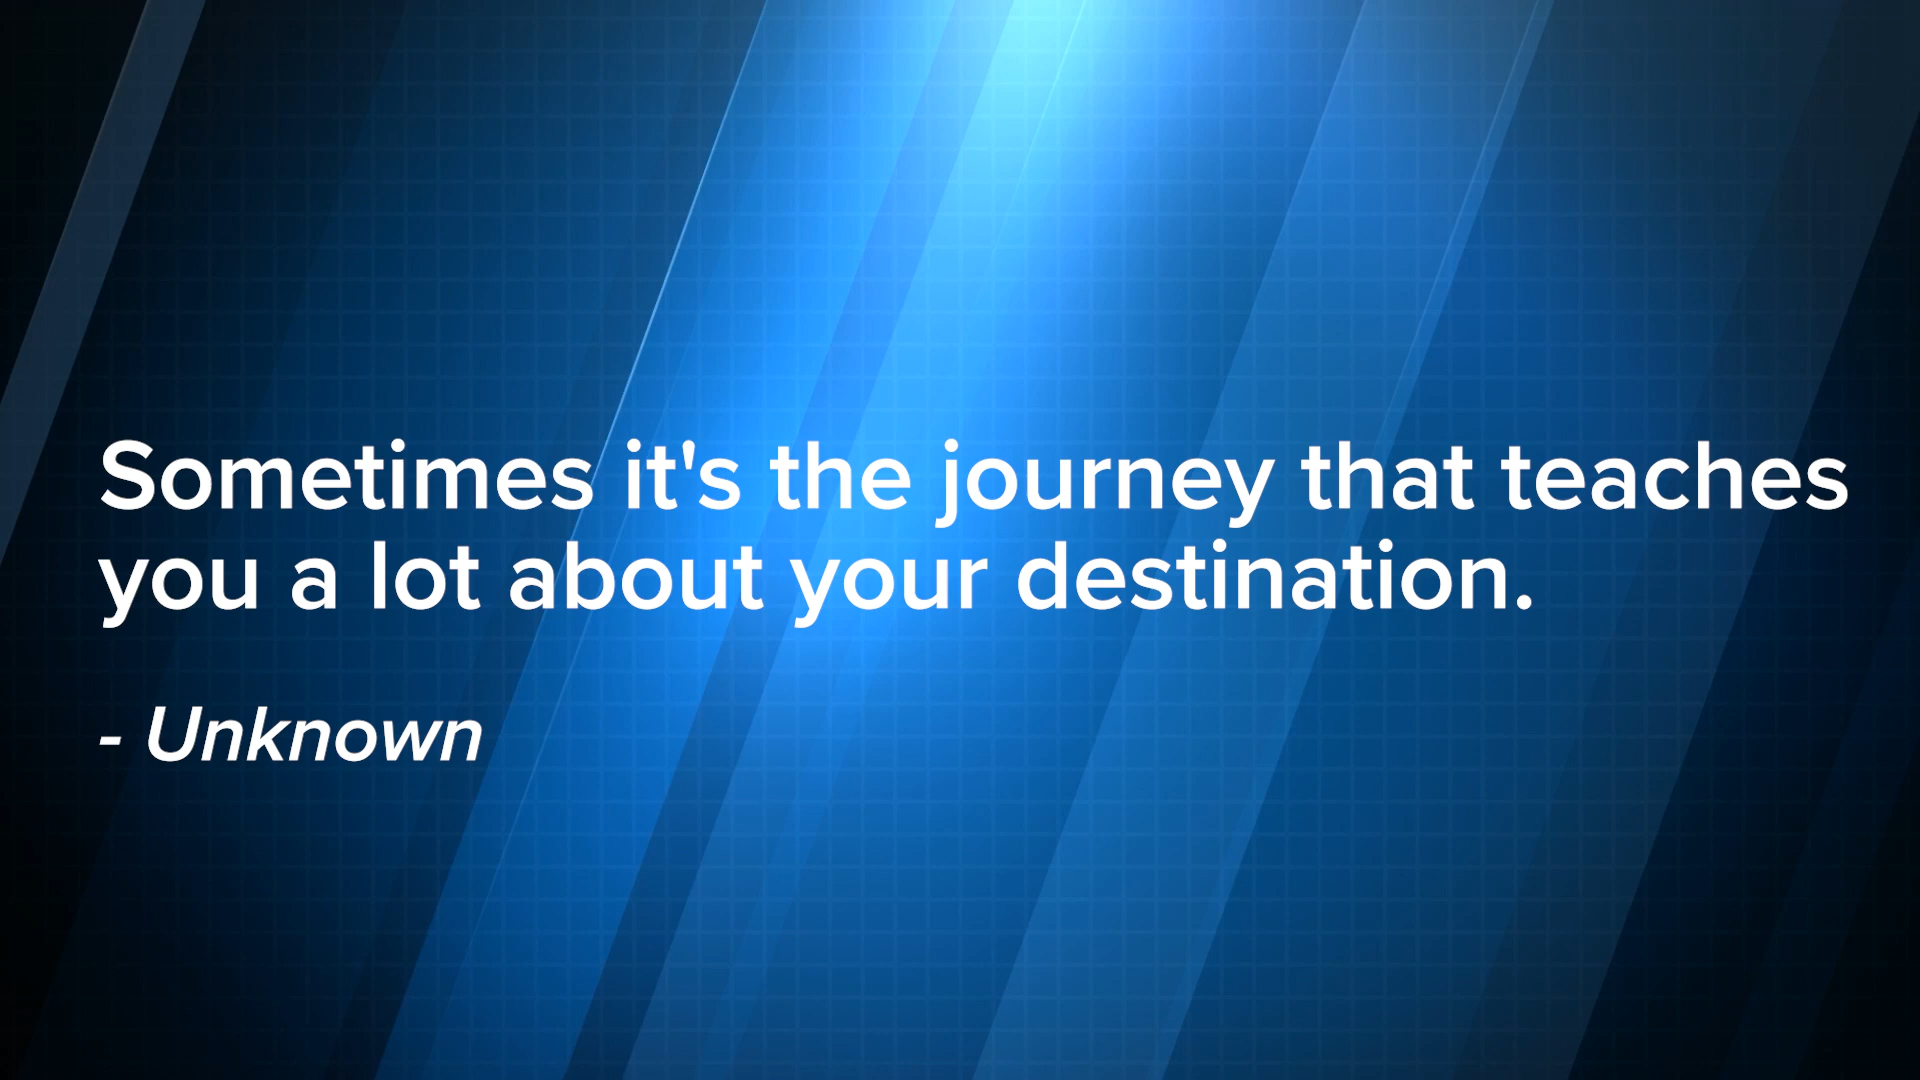 Sometimes it's the journey that teaches
you a lot about your destination.
- Unknown